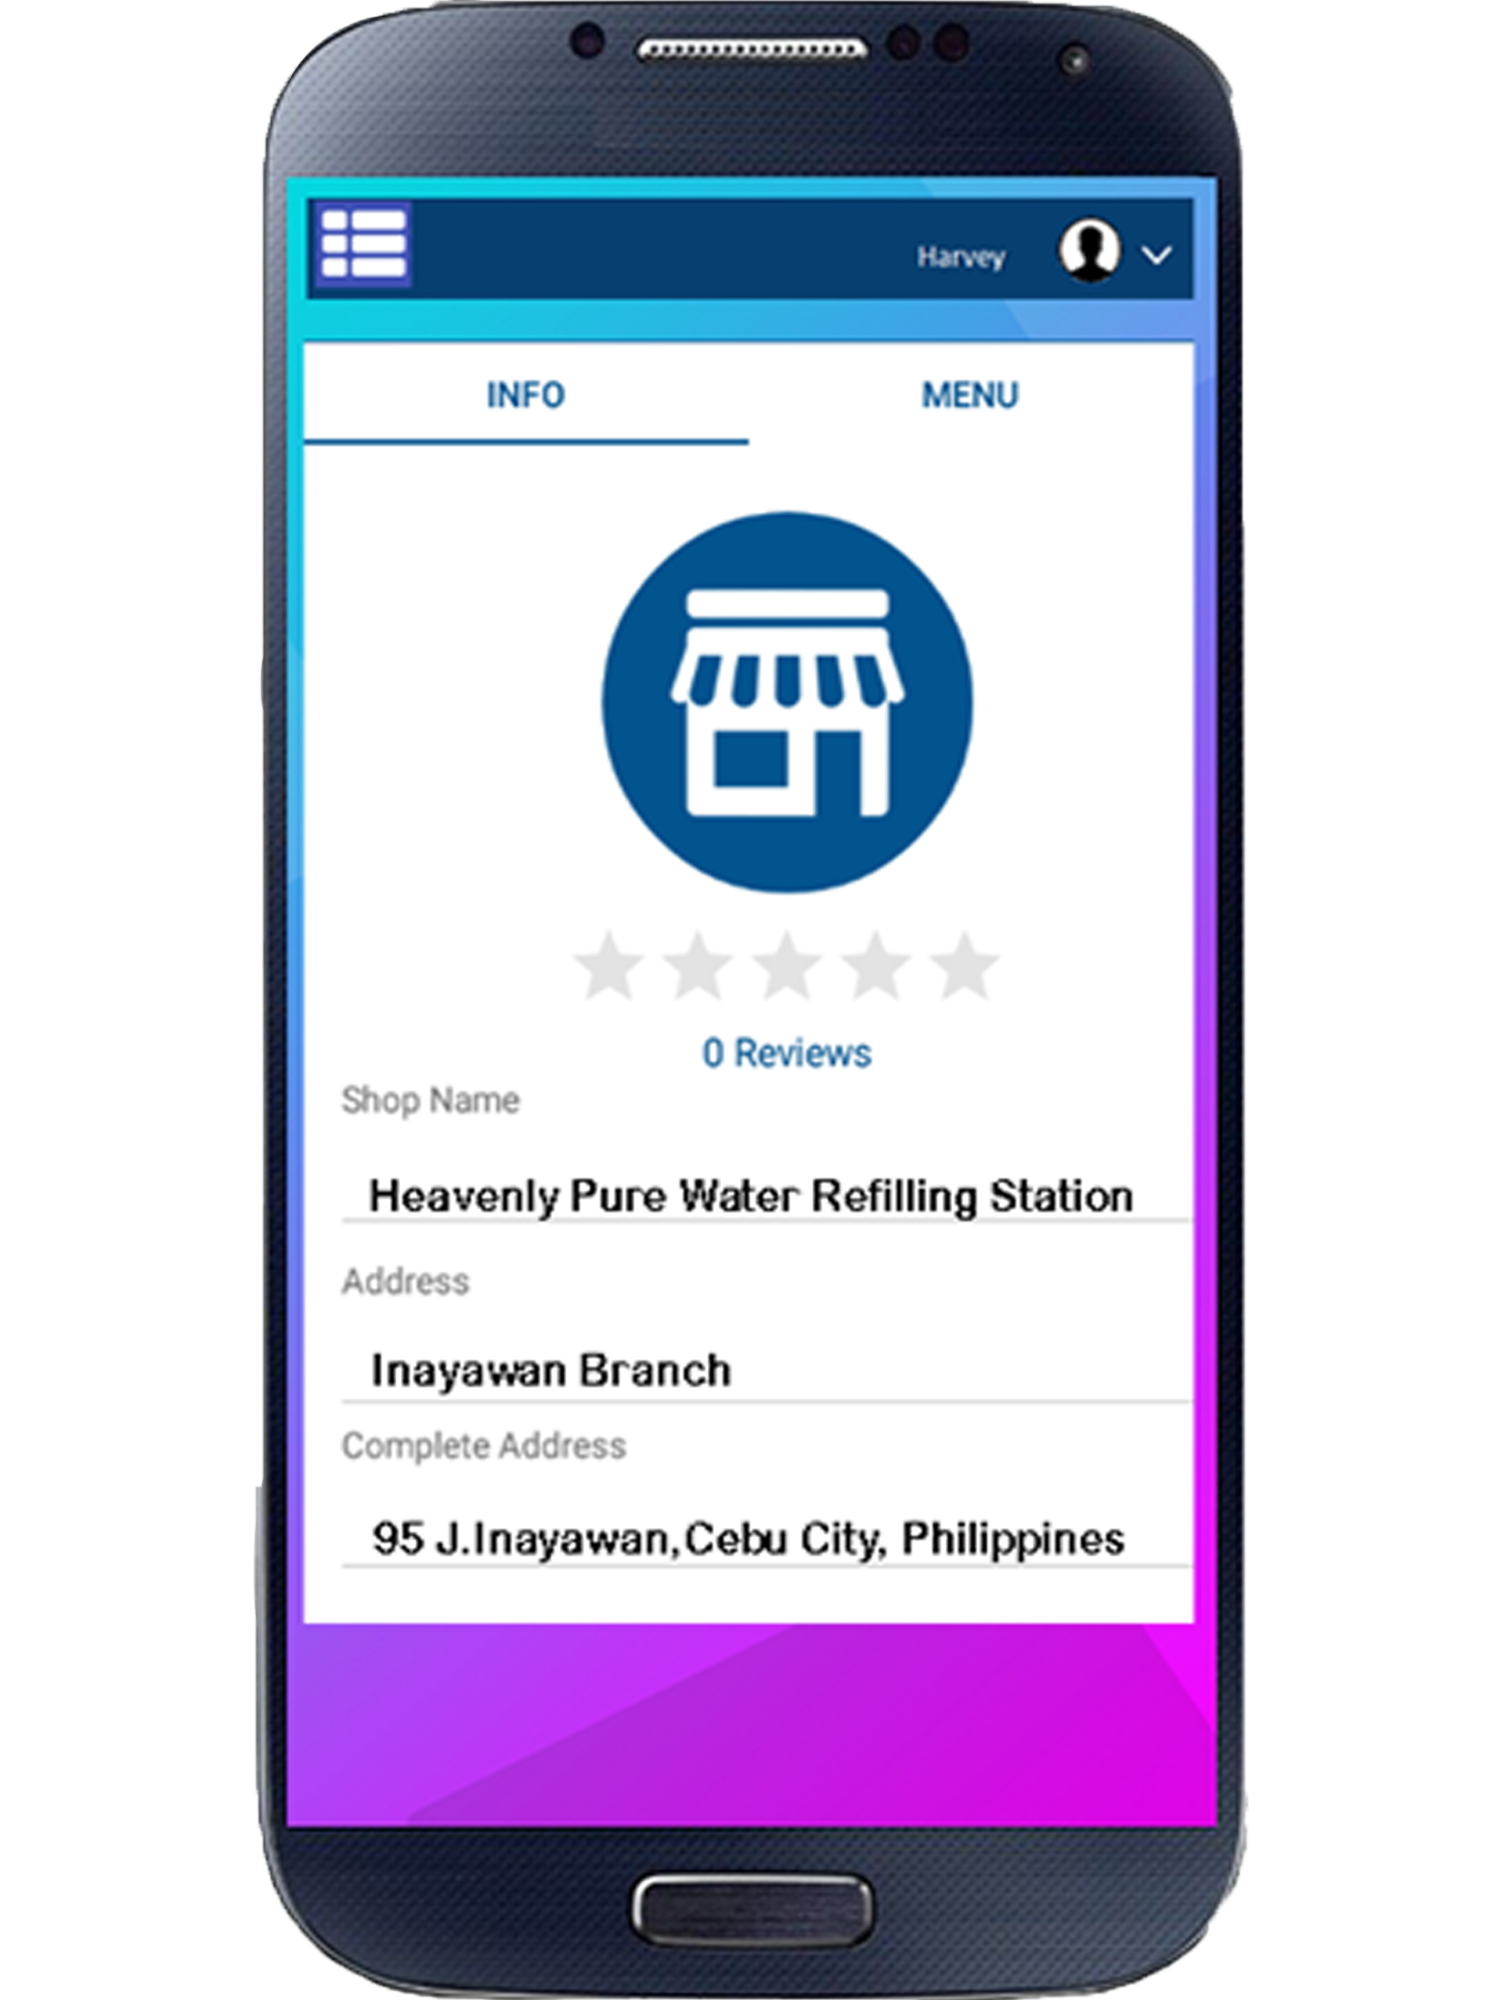 Harvey
INFO MENU
0 Reviews
Shop Name
Heavenly Pure Water Refilling Station
Address
Inayawan Branch
Complete Address
95 J.Inayawan,Cebu City, Philippines